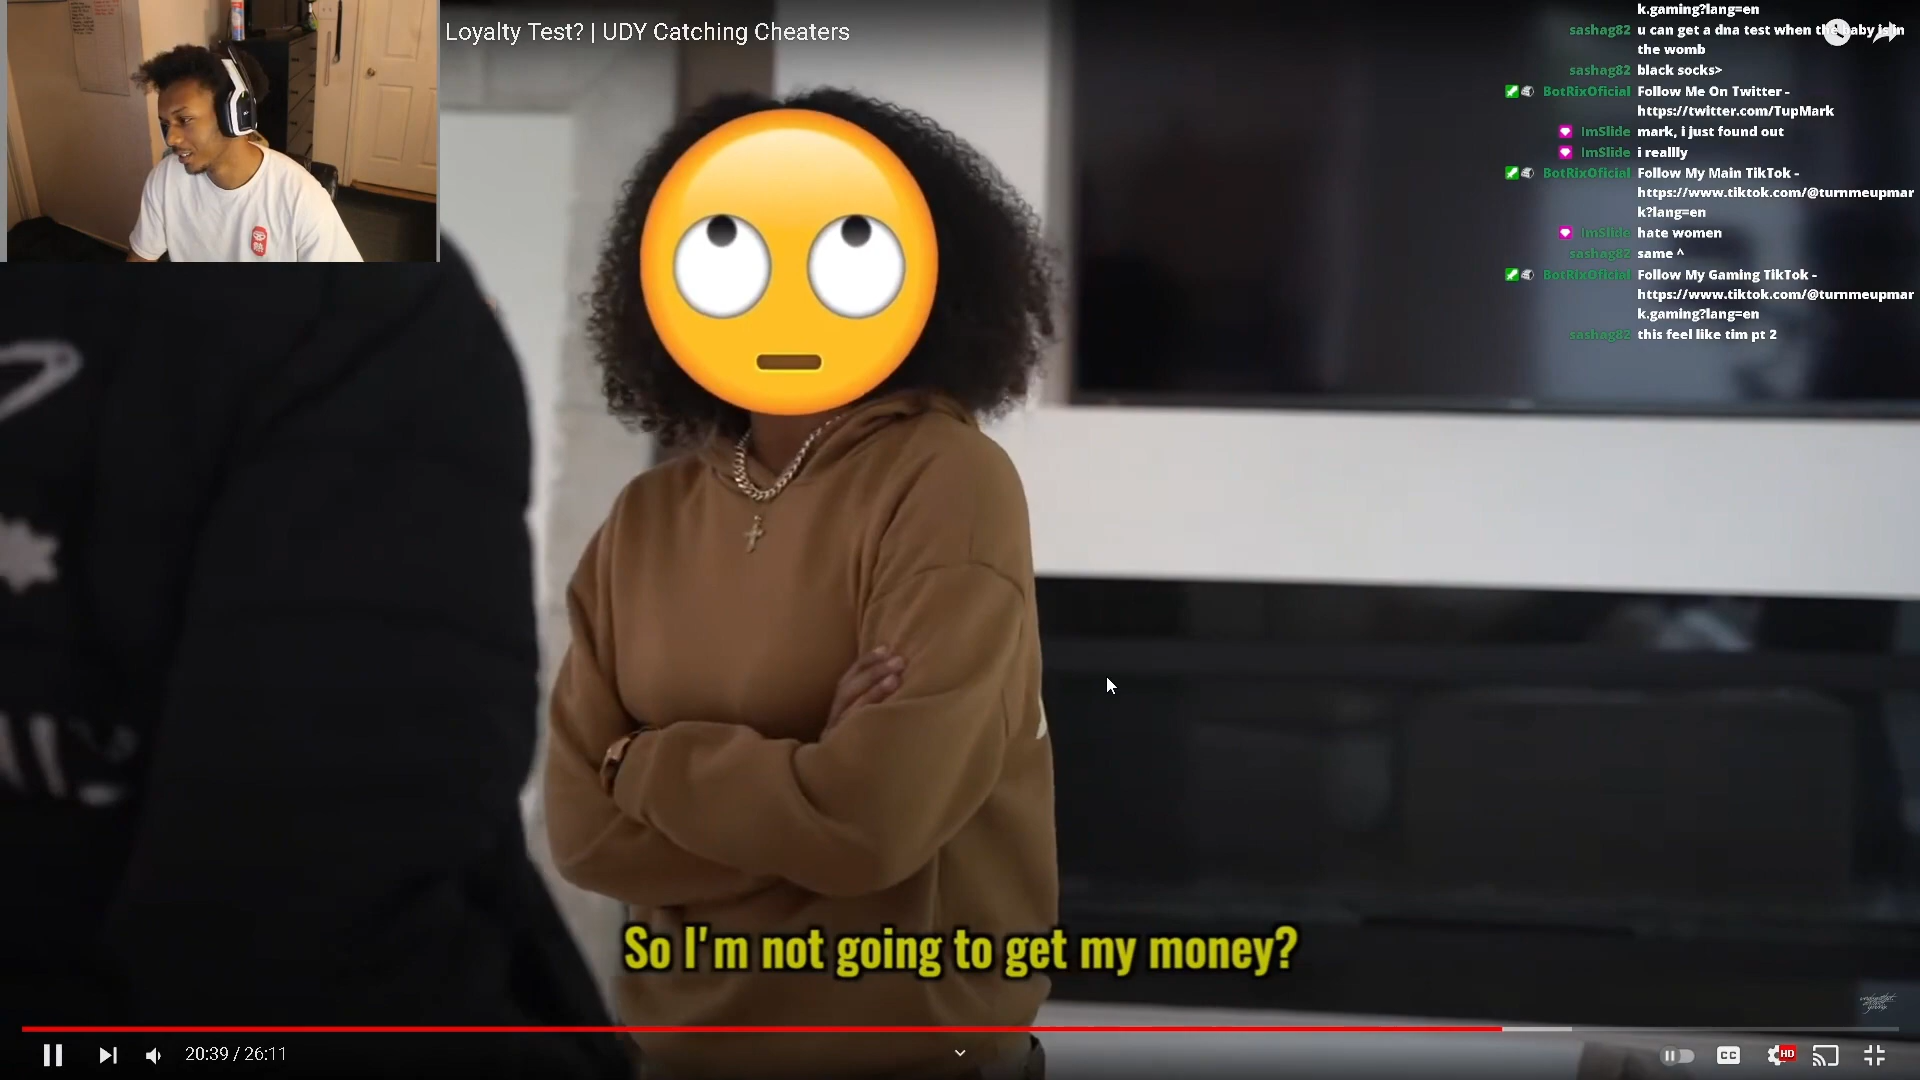 Loyalty Test? | UDY Catching Cheaters
k.gaming?lang=en
sashag82 u can get a dna test when the baby is in
the womb
sashag82 black socks>
BotRixOficial Follow Me On Twitter -
https://twitter.com/TupMark
ImSlide mark, i just found out
ImSlide i reallly
BotRixOficial Follow My Main TikTok -
https://www.tiktok.com/@turnmeupmar
k?lang=en
ImSlide hate women
sashag82 same ^
BotRixOficial Follow My Gaming TikTok -
https://www.tiktok.com/@turnmeupmar
k.gaming?lang=en
sashag82 this feel like tim pt 2
So I'm not going to get my money?
20:39 / 26:11
CC
HD